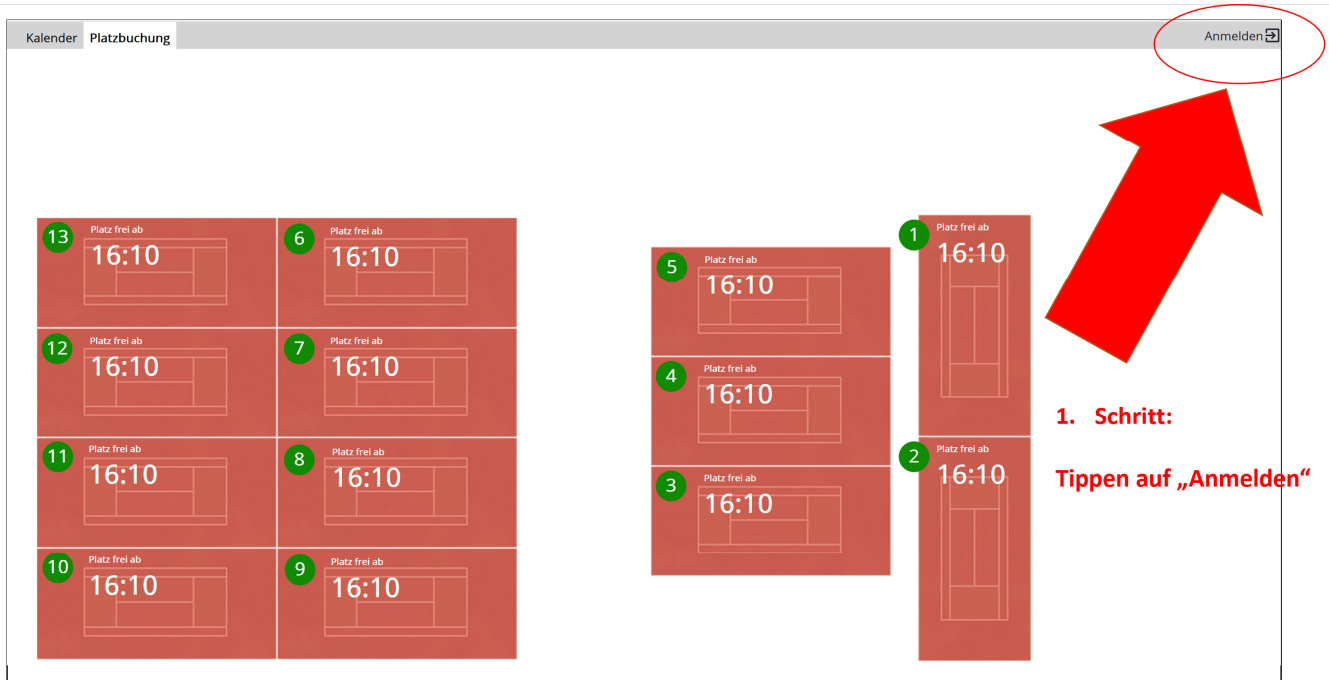 Kalender Platzbuchung Anmelden
13 Platz frei ab
16:10
6 Platz frei ab
16:10
12 Platz frei ab
16:10
7 Platz frei ab
16:10
11 Platz frei ab
16:10
8 Platz frei ab
16:10
10 Platz frei ab
16:10
9 Platz frei ab
16:10
5 Platz frei ab
16:10
4 Platz frei ab
16:10
3 Platz frei ab
16:10
1 Platz frei ab
16:10
2 Platz frei ab
16:10
1. Schritt:
Tippen auf „Anmelden“